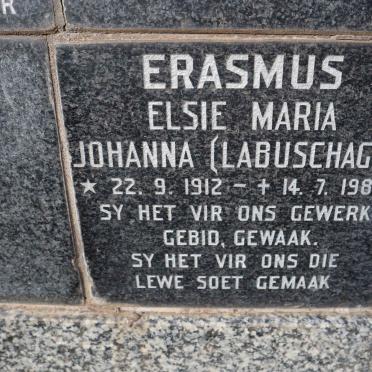 R
ERASMUS
ELSIE MARIA
JOHANNA (LABUSCHAG
★ 22. 9. 1912 – + 14. 7. 198
SY HET VIR ONS GEWERK
GEBID, GEWAAK.
SY HET VIR ONS DIE
LEWE SOET GEMAAK